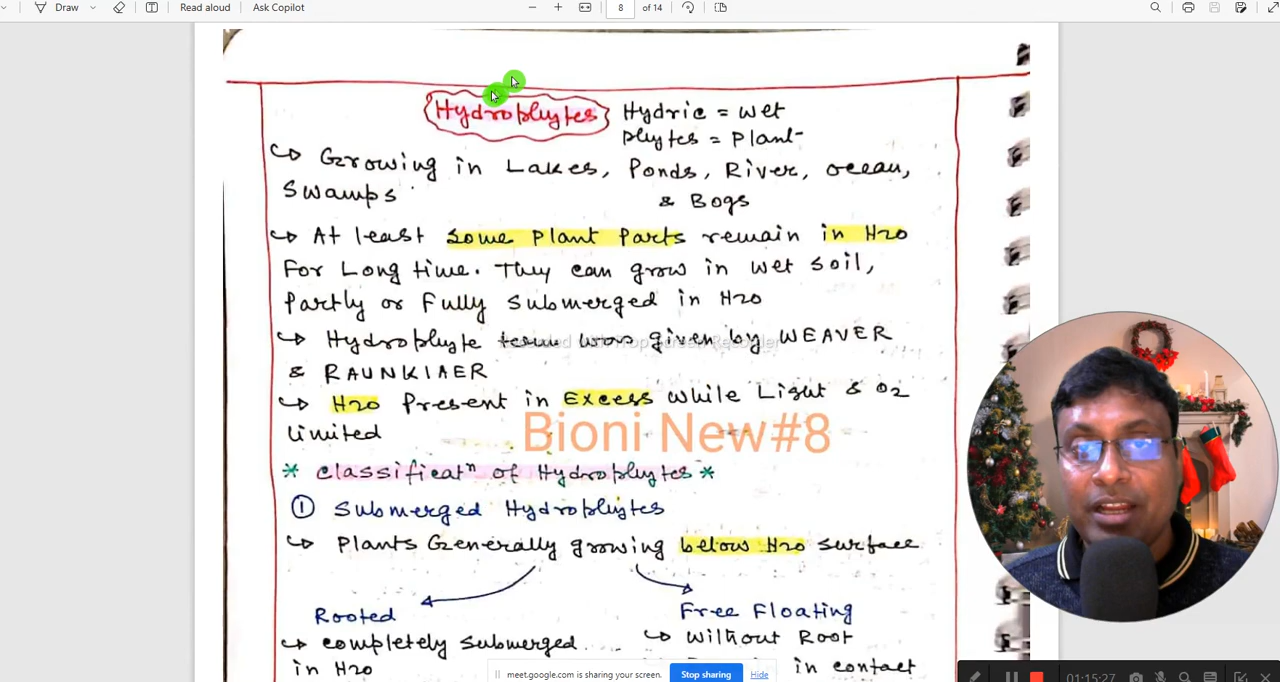 Draw Read aloud Ask Copilot 8 of 14
Hydrophytes Hydric = wet
Phytes = Plant
Growing in Lakes, Ponds, River, ocean,
Swamps & Bogs
At least some Plant Parts remain in H2O
For Long time. They can grow in wet soil,
Partly or Fully submerged in H2O
Hydrophyte term was given by WEAVER
& RAUNKIAER
H2O Present in Excess while Light & O2
limited
Bioni New#8
* Classificatⁿ of Hydrophytes *
① Submerged Hydrophytes
Plants Generally growing below H2O surface
Rooted
completely submerged
in H2O
Free Floating
without Root
in contact
meet.google.com is sharing your screen. Stop sharing Hide
01:15:27